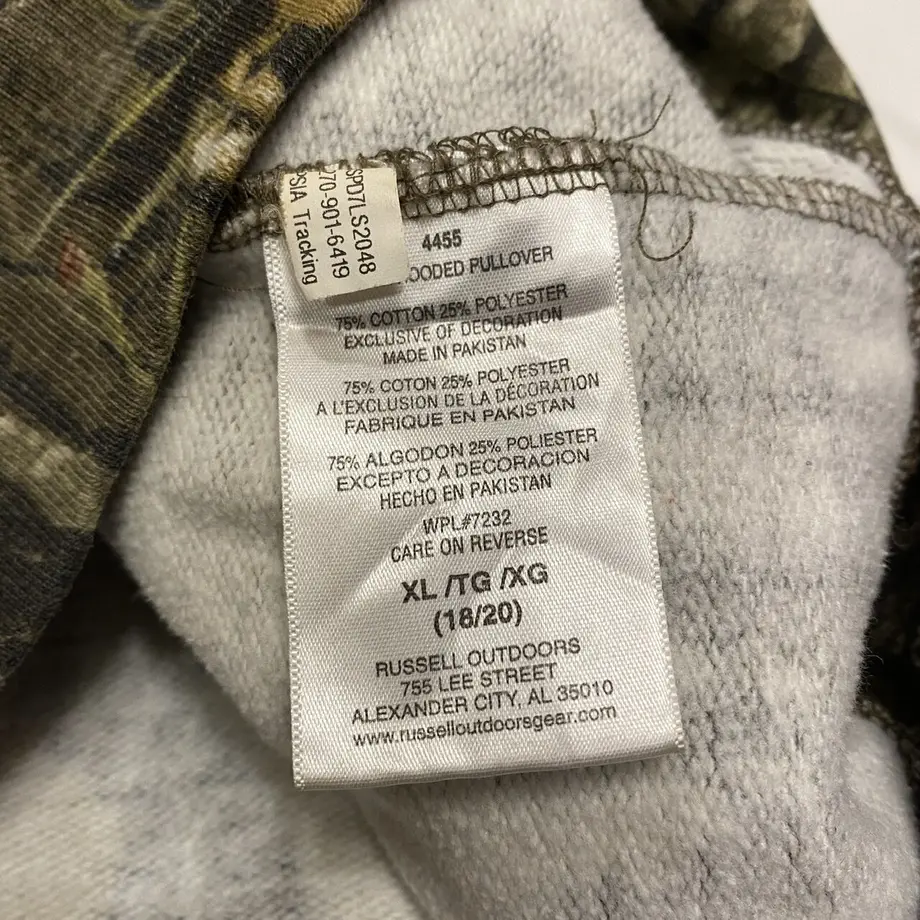 SPD7LS2048
270-901-6419
Tracking
4455
OODED PULLOVER
75% COTTON 25% POLYESTER
EXCLUSIVE OF DECORATION
MADE IN PAKISTAN
75% COTON 25% POLYESTER
A L'EXCLUSION DE LA DÉCORATION
FABRIQUE EN PAKISTAN
75% ALGODON 25% POLIESTER
EXCEPTO A DECORACION
HECHO EN PAKISTAN
WPL#7232
CARE ON REVERSE
XL /TG /XG
(18/20)
RUSSELL OUTDOORS
755 LEE STREET
ALEXANDER CITY, AL 35010
www.russelloutdoorsgear.com